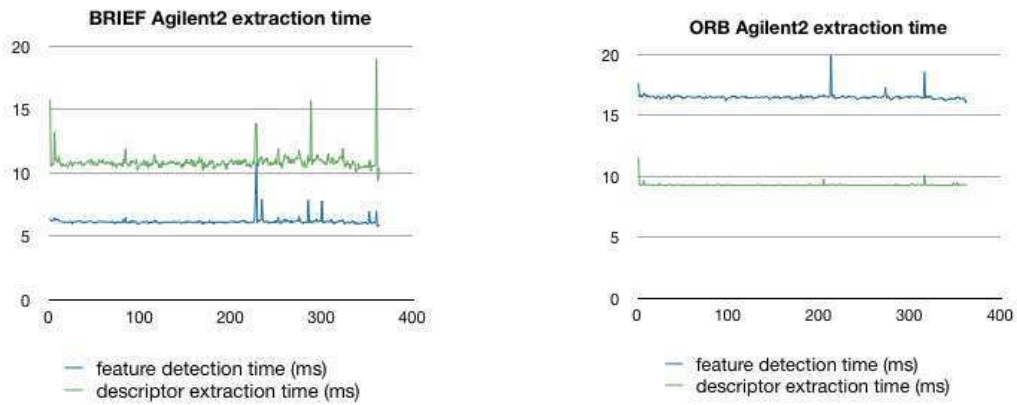 BRIEF Agilent2 extraction time
20
15
10
5
0
0 100 200 300 400
feature detection time (ms)
descriptor extraction time (ms)
ORB Agilent2 extraction time
20
15
10
5
0
0 100 200 300 400
feature detection time (ms)
descriptor extraction time (ms)